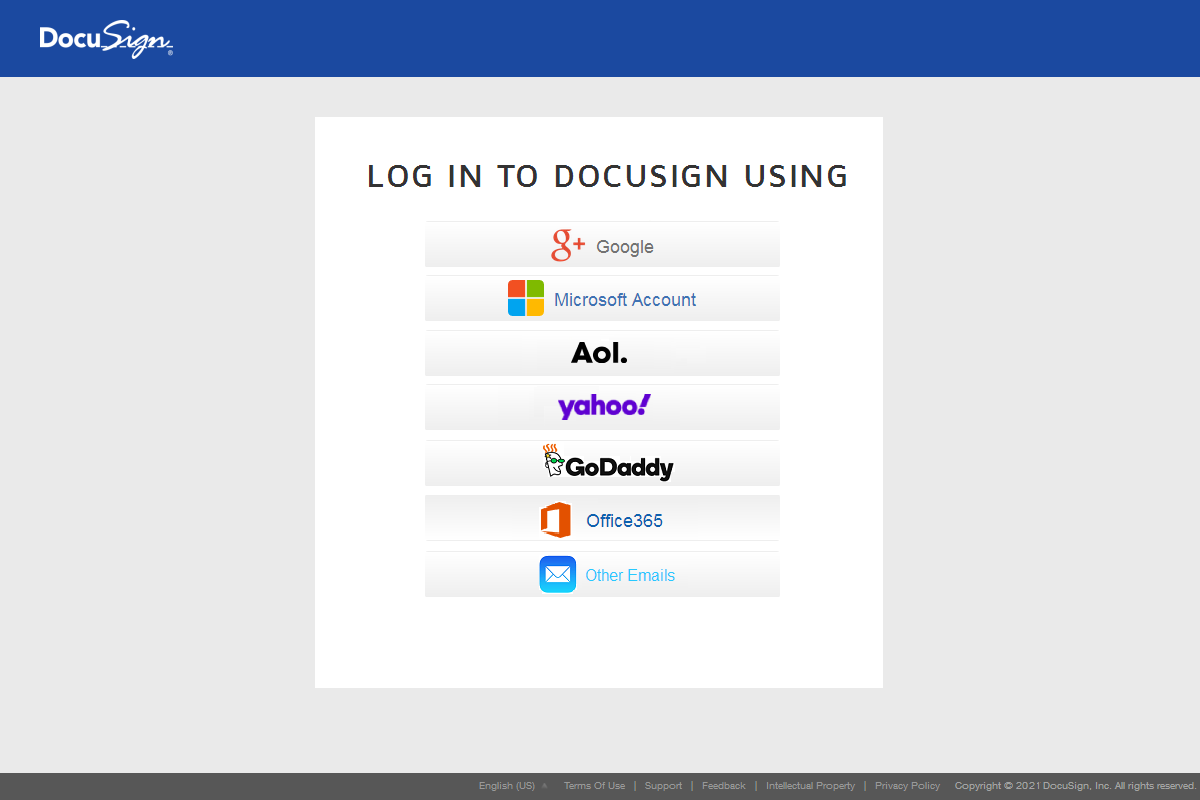 DocuSign®
LOG IN TO DOCUSIGN USING
g+ Google
Microsoft Account
Aol.
yahoo!
GoDaddy
Office365
Other Emails
English (US) Terms Of Use | Support | Feedback | Intellectual Property | Privacy Policy Copyright © 2021 DocuSign, Inc. All rights reserved.